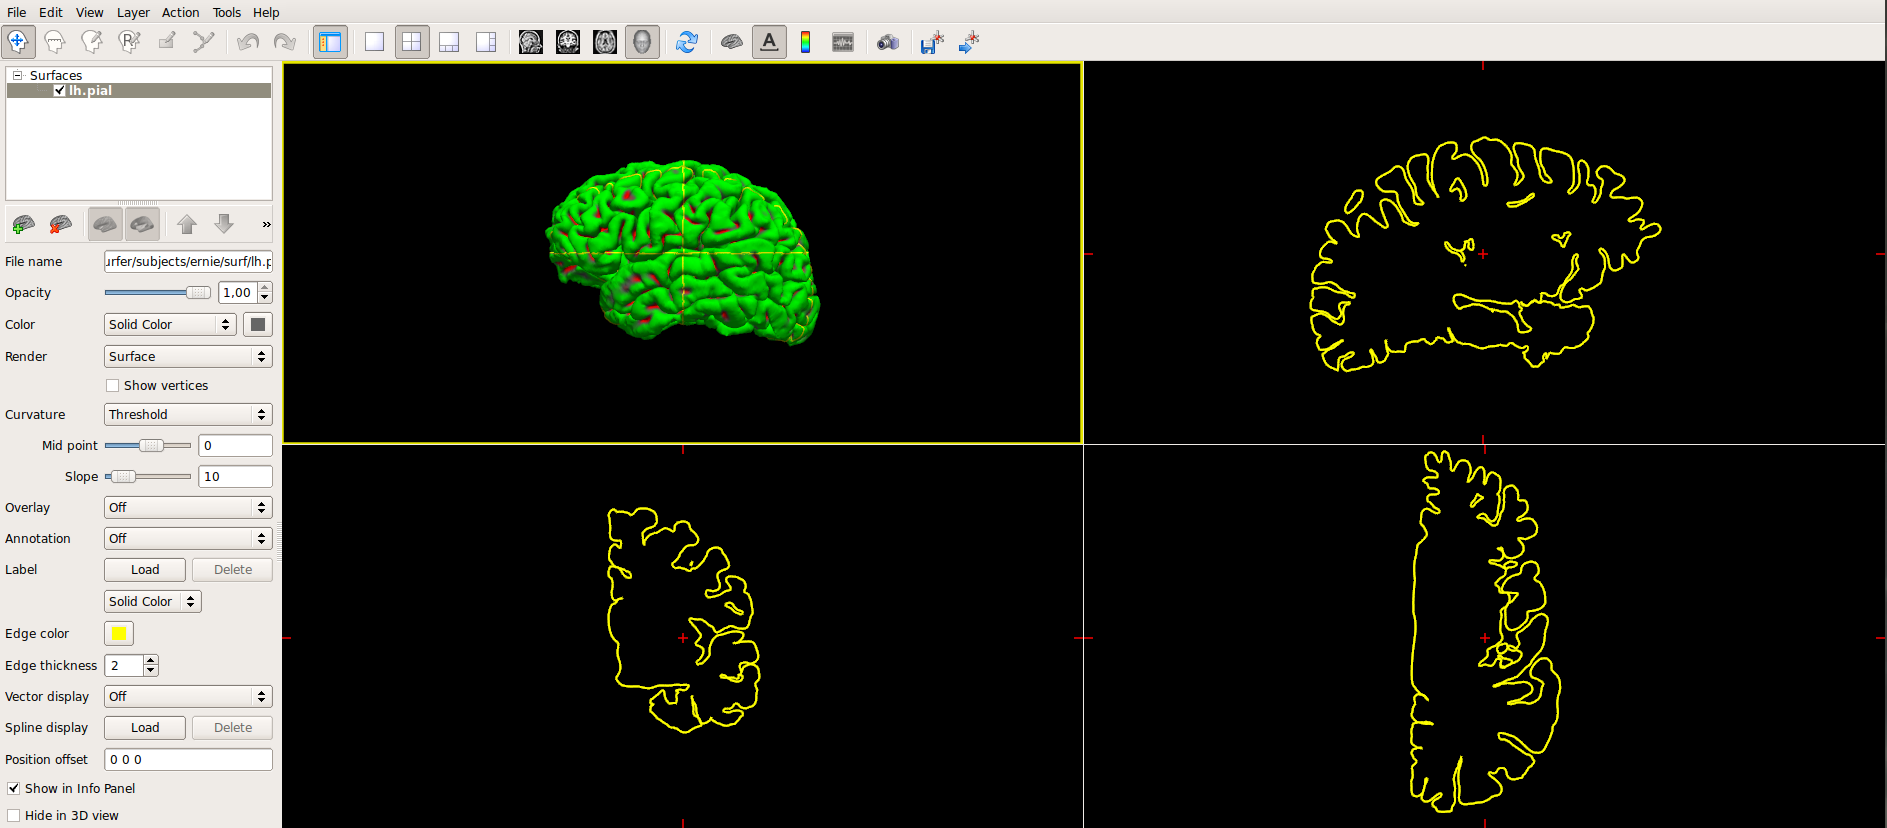 File Edit View Layer Action Tools Help
R A
Surfaces
lh.pial
»
File name urfer/subjects/ernie/surf/lh.p
Opacity 1,00
Color Solid Color
Render Surface
Show vertices
Curvature Threshold
Mid point 0
Slope 10
Overlay Off
Annotation Off
Label Load Delete
Solid Color
Edge color
Edge thickness 2
Vector display Off
Spline display Load Delete
Position offset 0 0 0
Show in Info Panel
Hide in 3D view